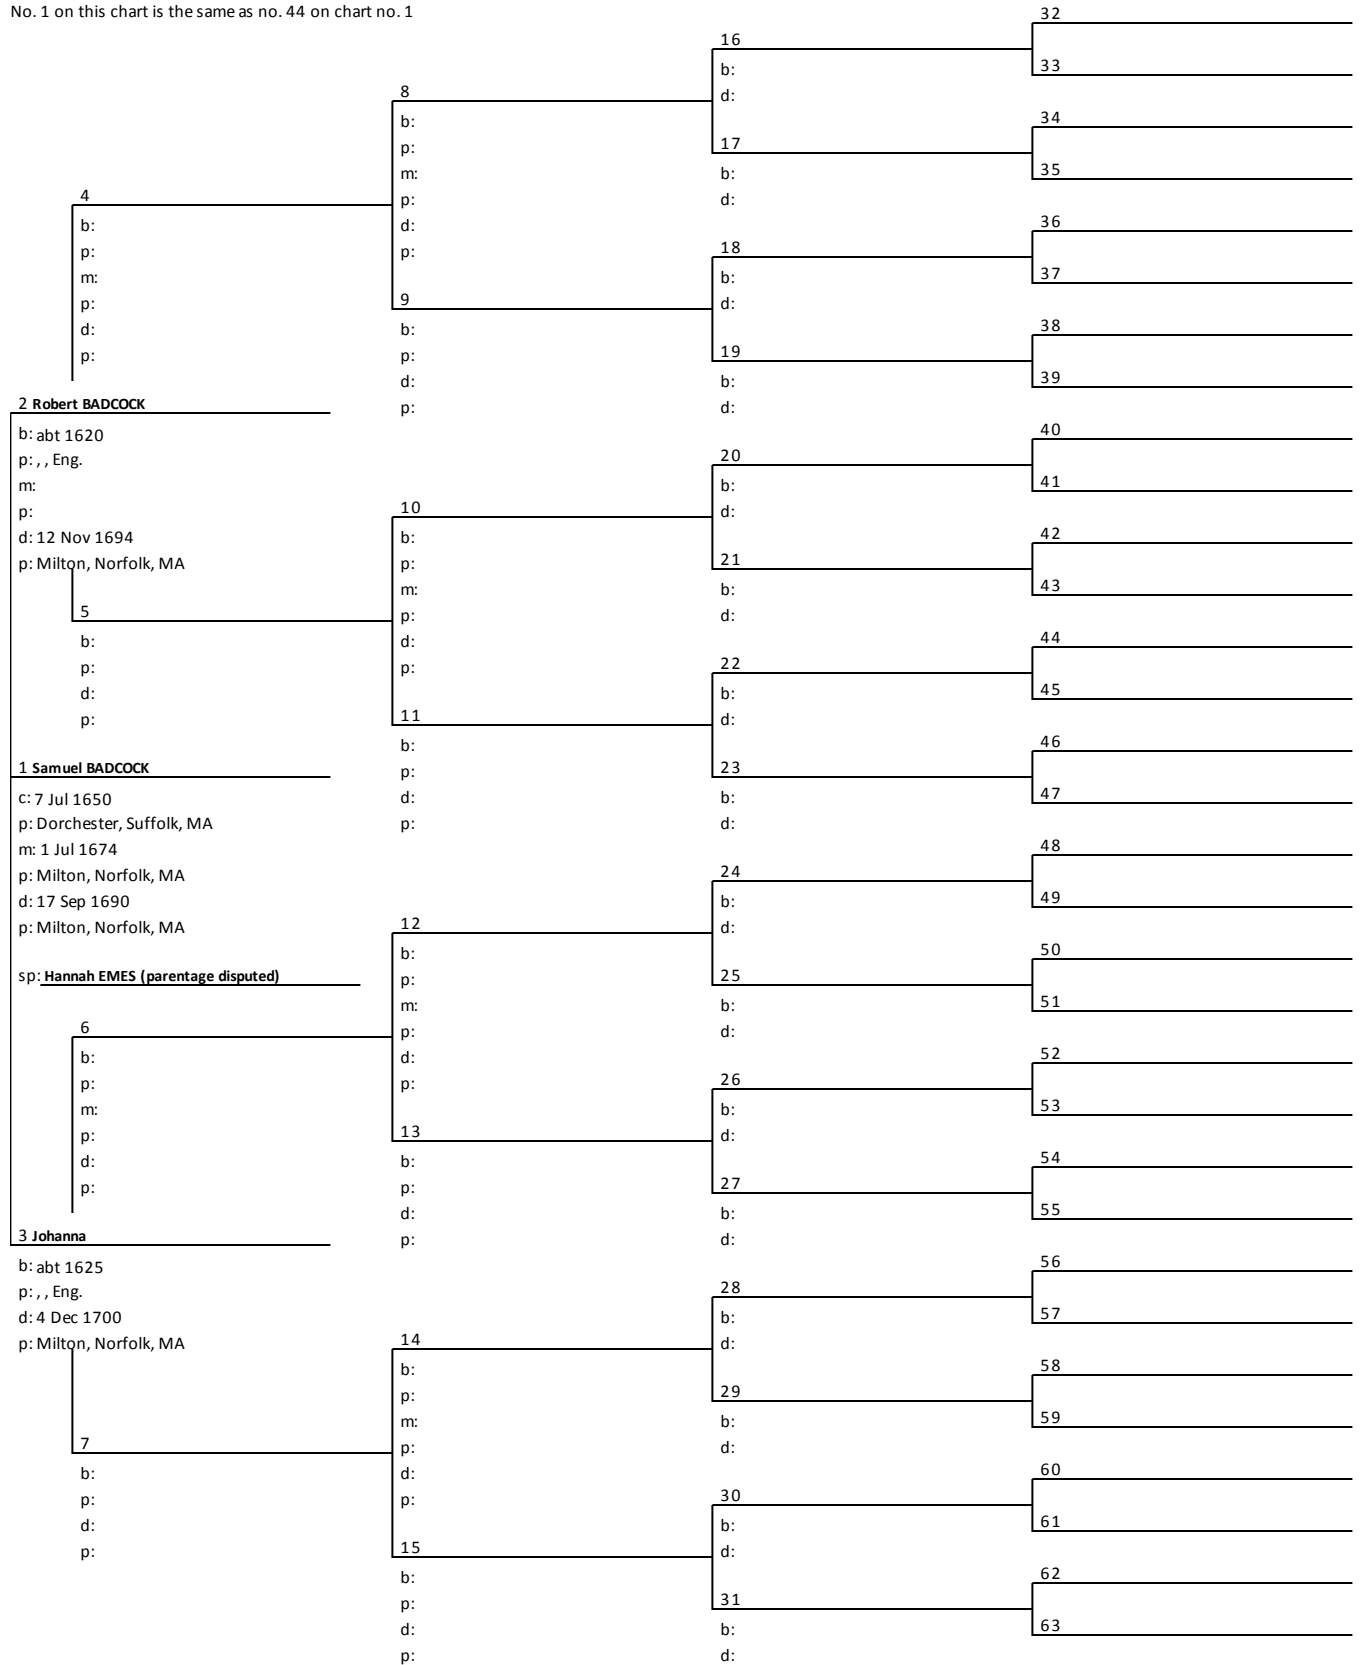 No. 1 on this chart is the same as no. 44 on chart no. 1
4
b:
p:
m:
p:
d:
p:
2 Robert BADCOCK
b: abt 1620
p: , , Eng.
m:
p:
d: 12 Nov 1694
p: Milton, Norfolk, MA
5
b:
p:
d:
p:
1 Samuel BADCOCK
c: 7 Jul 1650
p: Dorchester, Suffolk, MA
m: 1 Jul 1674
p: Milton, Norfolk, MA
d: 17 Sep 1690
p: Milton, Norfolk, MA
sp: Hannah EMES (parentage disputed)
6
b:
p:
m:
p:
d:
p:
3 Johanna
b: abt 1625
p: , , Eng.
d: 4 Dec 1700
p: Milton, Norfolk, MA
7
b:
p:
d:
p:
8
b:
p:
m:
p:
d:
p:
9
b:
p:
d:
p:
10
b:
p:
m:
p:
d:
p:
11
b:
p:
d:
p:
12
b:
p:
m:
p:
d:
p:
13
b:
p:
d:
p:
14
b:
p:
m:
p:
d:
p:
15
b:
p:
d:
p:
16
b:
d:
17
b:
d:
18
b:
d:
19
b:
d:
20
b:
d:
21
b:
d:
22
b:
d:
23
b:
d:
24
b:
d:
25
b:
d:
26
b:
d:
27
b:
d:
28
b:
d:
29
b:
d:
30
b:
d:
31
b:
d:
32
33
34
35
36
37
38
39
40
41
42
43
44
45
46
47
48
49
50
51
52
53
54
55
56
57
58
59
60
61
62
63